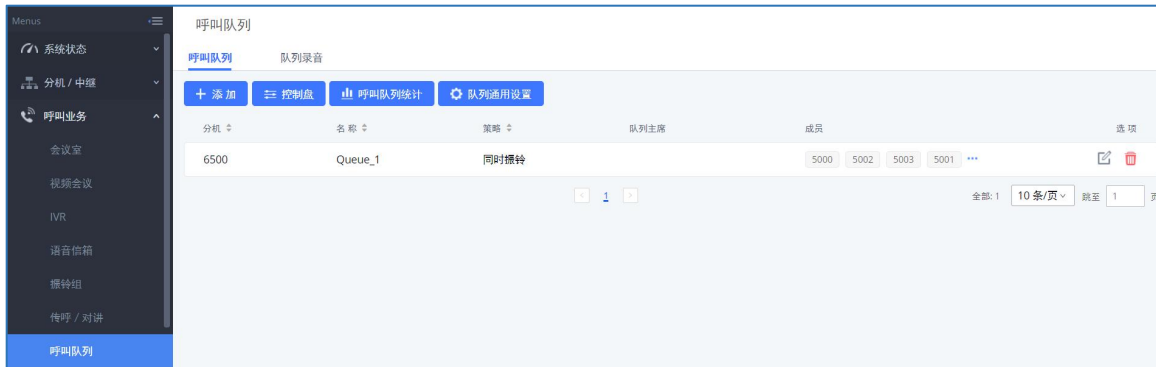 Menus
系统状态
分机 / 中继
呼叫业务
会议室
视频会议
IVR
语音信箱
振铃组
传呼 / 对讲
呼叫队列
呼叫队列
呼叫队列 队列录音
添加 控制盘 呼叫队列统计 队列通用设置
分机 名称 策略 队列主席 成员 选项
6500 Queue_1 同时振铃 5000 5002 5003 5001 ...
< 1 > 全部: 1 10 条/页 跳至 1 页